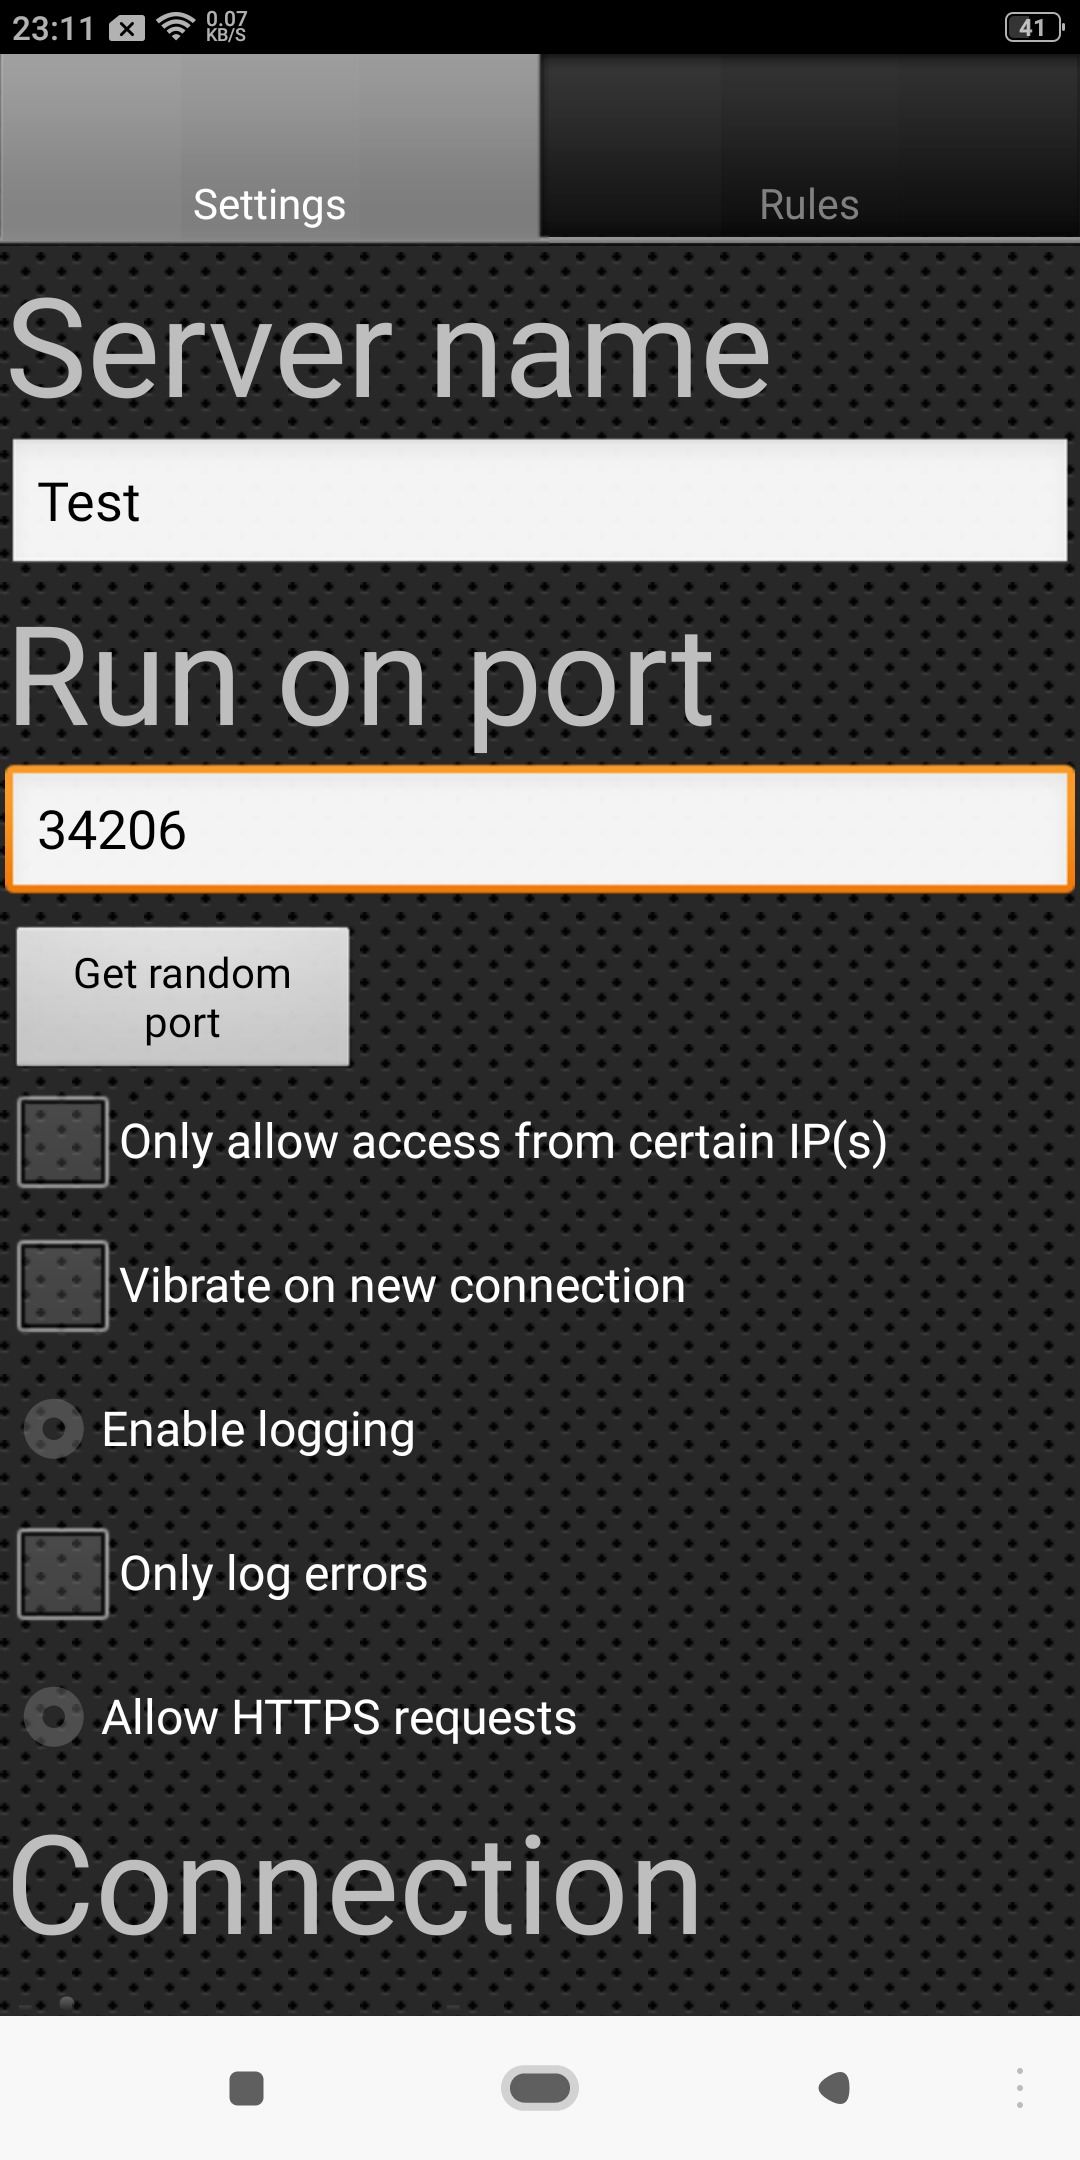 23:11
0.07
KB/S
41
Settings
Rules
Server name
Test
Run on port
34206
Get random
port
Only allow access from certain IP(s)
Vibrate on new connection
Enable logging
Only log errors
Allow HTTPS requests
Connection